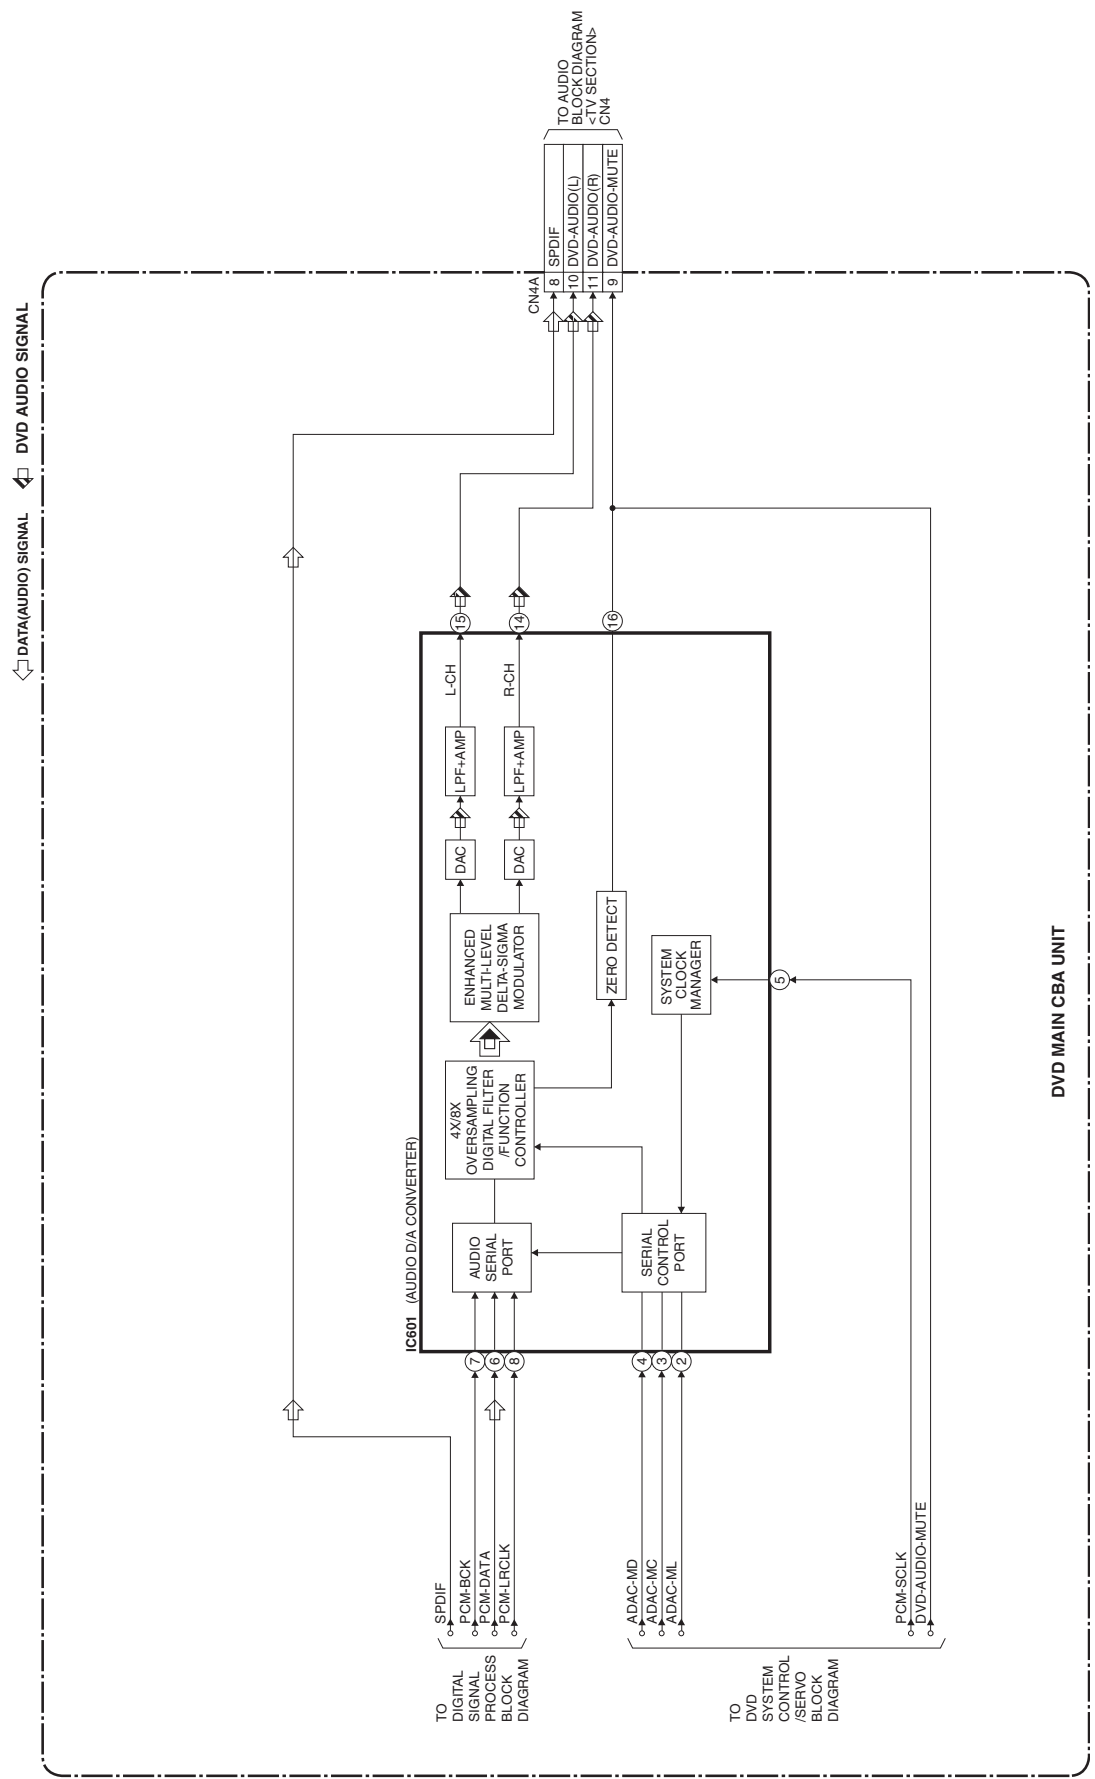 DATA(AUDIO) SIGNAL
DVD AUDIO SIGNAL
TO
DIGITAL
SIGNAL
PROCESS
BLOCK
DIAGRAM
SPDIF
PCM-BCK
PCM-DATA
PCM-LRCLK
TO
DVD
SYSTEM
CONTROL
/SERVO
BLOCK
DIAGRAM
ADAC-MD
ADAC-MC
ADAC-ML
PCM-SCLK
DVD-AUDIO-MUTE
IC601 (AUDIO D/A CONVERTER)
7
6
8
4
3
2
5
AUDIO
SERIAL
PORT
SERIAL
CONTROL
PORT
4X/8X
OVERSAMPLING
DIGITAL FILTER
/FUNCTION
CONTROLLER
ENHANCED
MULTI-LEVEL
DELTA-SIGMA
MODULATOR
ZERO DETECT
SYSTEM
CLOCK
MANAGER
DAC
DAC
LPF+AMP
LPF+AMP
L-CH
R-CH
15
14
16
CN4A
8 SPDIF
10 DVD-AUDIO(L)
11 DVD-AUDIO(R)
9 DVD-AUDIO-MUTE
TO AUDIO
BLOCK DIAGRAM
<TV SECTION>
CN4
DVD MAIN CBA UNIT